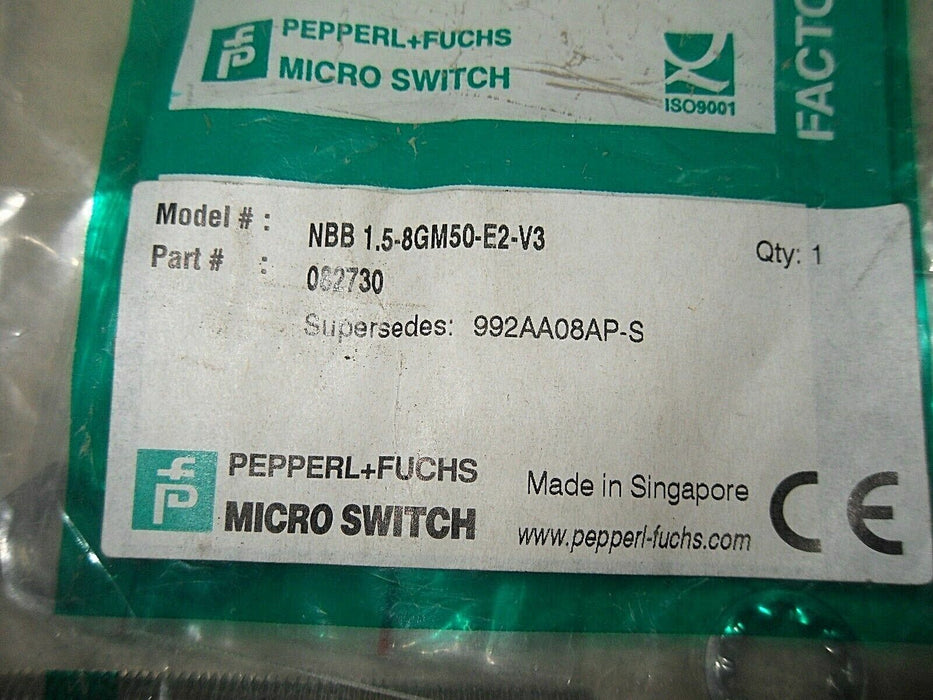 PEPPERL+FUCHS
MICRO SWITCH
ISO9001
FACTO
Model # : NBB 1.5-8GM50-E2-V3
Qty: 1
Part # : 082730
Supersedes: 992AA08AP-S
PEPPERL+FUCHS
MICRO SWITCH
Made in Singapore
www.pepperl-fuchs.com
CE